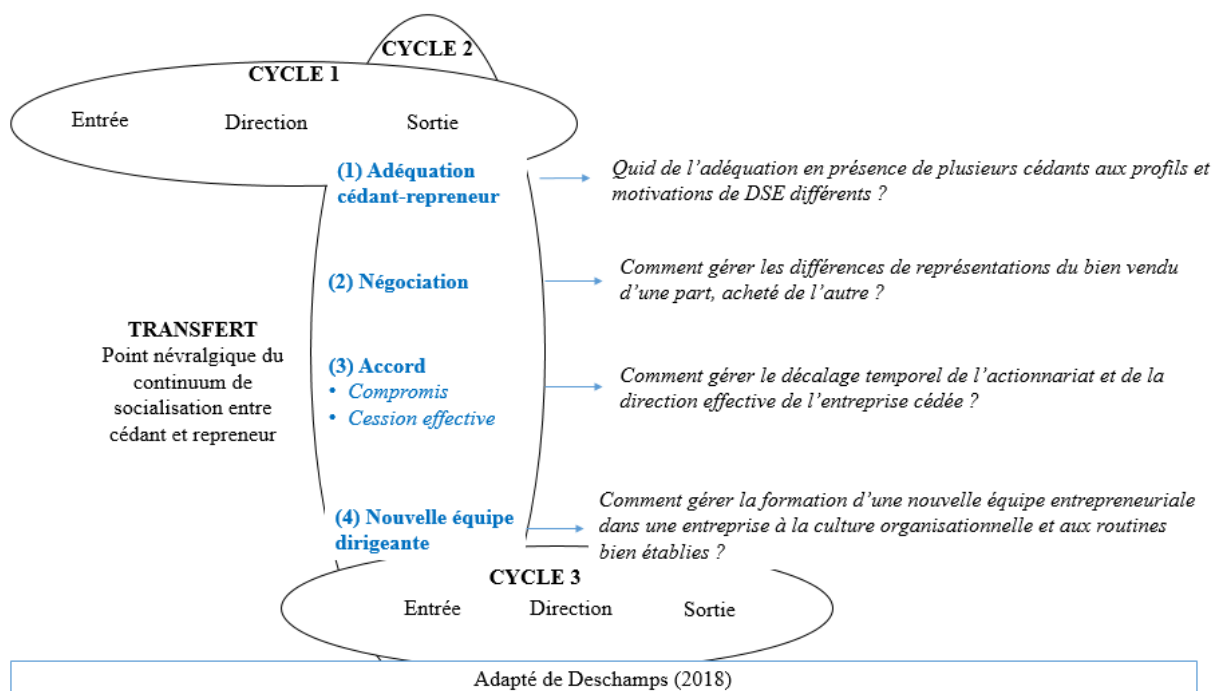 CYCLE 2
CYCLE 1
Entrée
Direction
Sortie
(1) Adéquation
cédant-repreneur
Quid de l’adéquation en présence de plusieurs cédants aux profils et
motivations de DSE différents ?
(2) Négociation
Comment gérer les différences de représentations du bien vendu
d’une part, acheté de l’autre ?
TRANSFERT
Point névralgique du
continuum de
socialisation entre
cédant et repreneur
(3) Accord
• Compromis
• Cession effective
Comment gérer le décalage temporel de l’actionnariat et de la
direction effective de l’entreprise cédée ?
(4) Nouvelle équipe
dirigeante
Comment gérer la formation d’une nouvelle équipe entrepreneuriale
dans une entreprise à la culture organisationnelle et aux routines
bien établies ?
CYCLE 3
Entrée
Direction
Sortie
Adapté de Deschamps (2018)